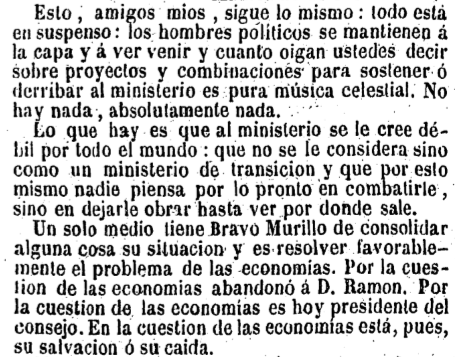 Esto, amigos mios, sigue lo mismo: todo está
en suspenso: los hombres políticos se mantienen á
la capa y á ver venir y cuanto oigan ustedes decir
sobre proyectos y combinaciones para sostener ó
derribar al ministerio es pura música celestial. No
hay nada, absolutamente nada.
Lo que hay es que al ministerio se le cree dé-
bil por todo el mundo: que no se le considera sino
como un ministerio de transicion y que por esto
mismo nadie piensa por lo pronto en combatirle,
sino en dejarle obrar hasta ver por donde sale.
Un solo medio tiene Bravo Murillo de consolidar
alguna cosa su situacion y es resolver favorable-
mente el problema de las economías. Por la cues-
tion de las economias abandonó á D. Ramon. Por
la cuestion de las economías es hoy presidente del
consejo. En la cuestion de las economías está, pues,
su salvacion ó su caida.